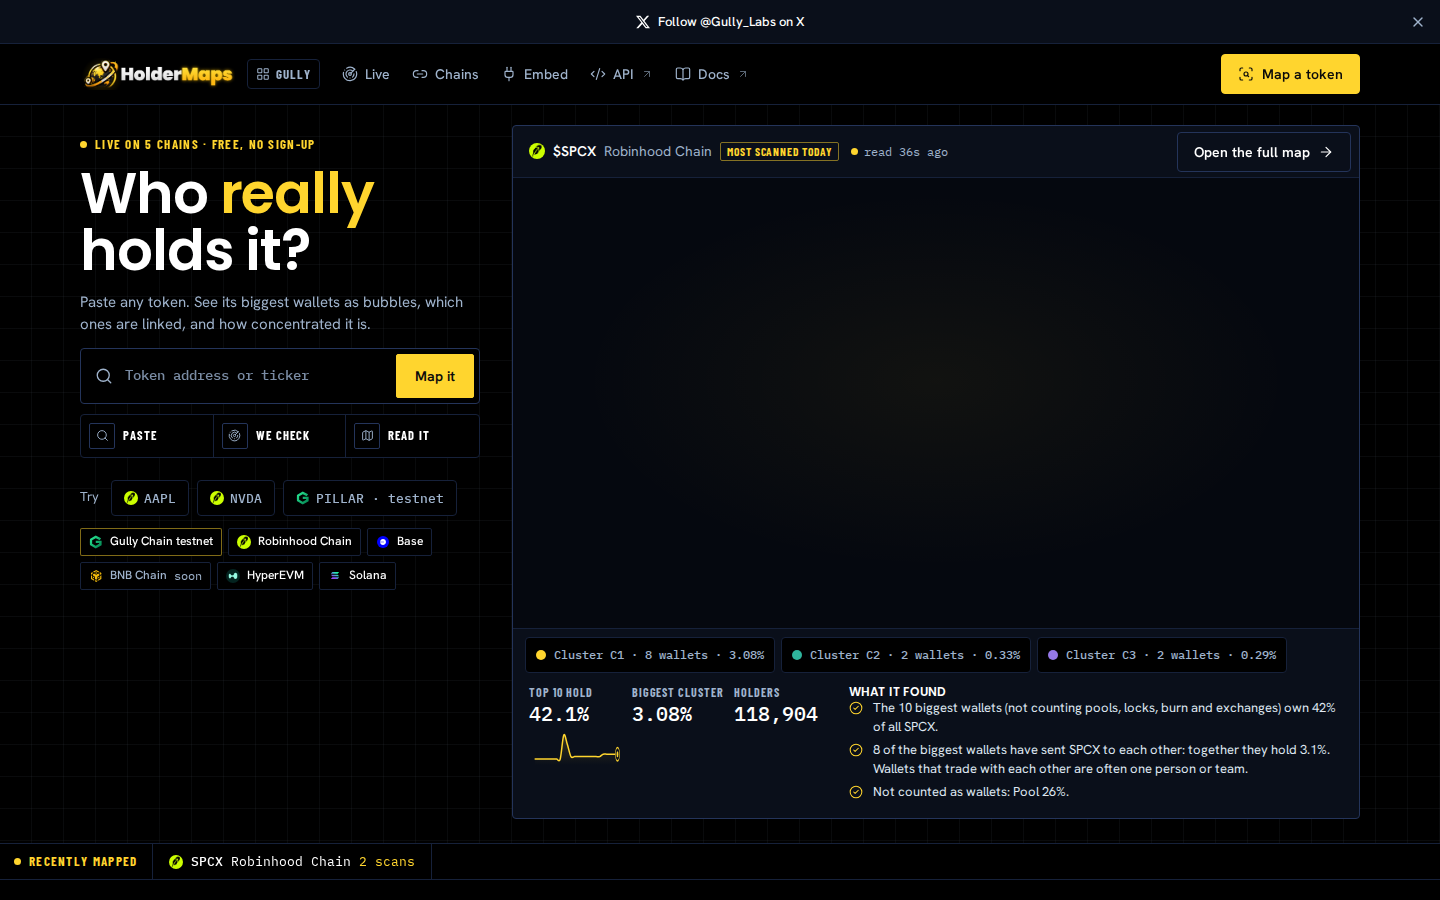 Follow @Gully_Labs on X
HolderMaps
GULLY
Live
Chains
Embed
API
Docs
Map a token
LIVE ON 5 CHAINS · FREE, NO SIGN-UP
Who really
holds it?
Paste any token. See its biggest wallets as bubbles, which
ones are linked, and how concentrated it is.
Token address or ticker
Map it
PASTE
WE CHECK
READ IT
Try
AAPL
NVDA
PILLAR · testnet
Gully Chain testnet
Robinhood Chain
Base
BNB Chain soon
HyperEVM
Solana
$SPCX Robinhood Chain
MOST SCANNED TODAY
read 36s ago
Open the full map
Cluster C1 · 8 wallets · 3.08%
Cluster C2 · 2 wallets · 0.33%
Cluster C3 · 2 wallets · 0.29%
TOP 10 HOLD
42.1%
BIGGEST CLUSTER
3.08%
HOLDERS
118,904
WHAT IT FOUND
The 10 biggest wallets (not counting pools, locks, burn and exchanges) own 42%
of all SPCX.
8 of the biggest wallets have sent SPCX to each other: together they hold 3.1%.
Wallets that trade with each other are often one person or team.
Not counted as wallets: Pool 26%.
RECENTLY MAPPED
SPCX Robinhood Chain 2 scans